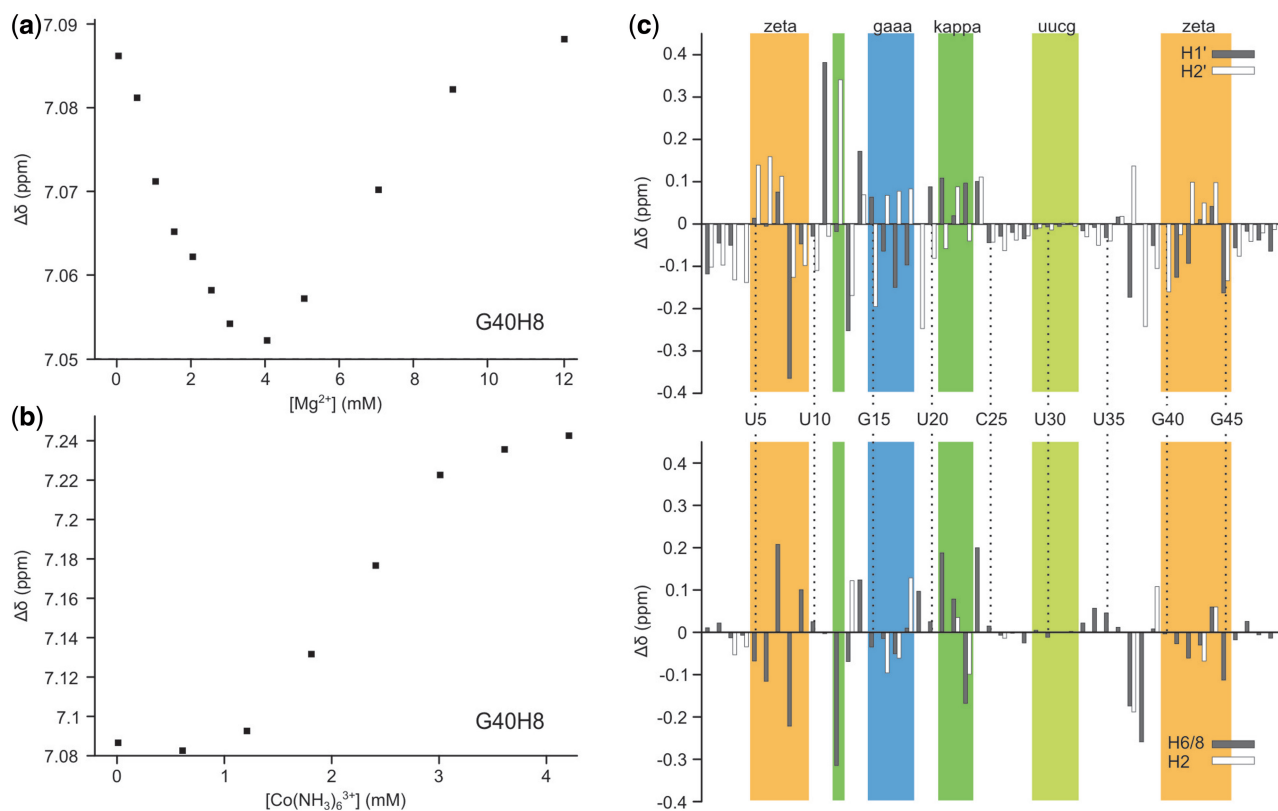 (a)
7.09
7.08
7.07
7.06
7.05
Δδ (ppm)
G40H8
0 2 4 6 8 10 12
[Mg²⁺] (mM)
(b)
7.24
7.22
7.2
7.18
7.16
7.14
7.12
7.1
7.08
Δδ (ppm)
G40H8
0 1 2 3 4
[Co(NH₃)₆³⁺] (mM)
(c)
zeta gaaa kappa uucg zeta
H1'
H2'
0.4
0.3
0.2
0.1
0
-0.1
-0.2
-0.3
-0.4
Δδ (ppm)
U5 U10 G15 U20 C25 U30 U35 G40 G45
0.4
0.3
0.2
0.1
0
-0.1
-0.2
-0.3
-0.4
Δδ (ppm)
H6/8
H2